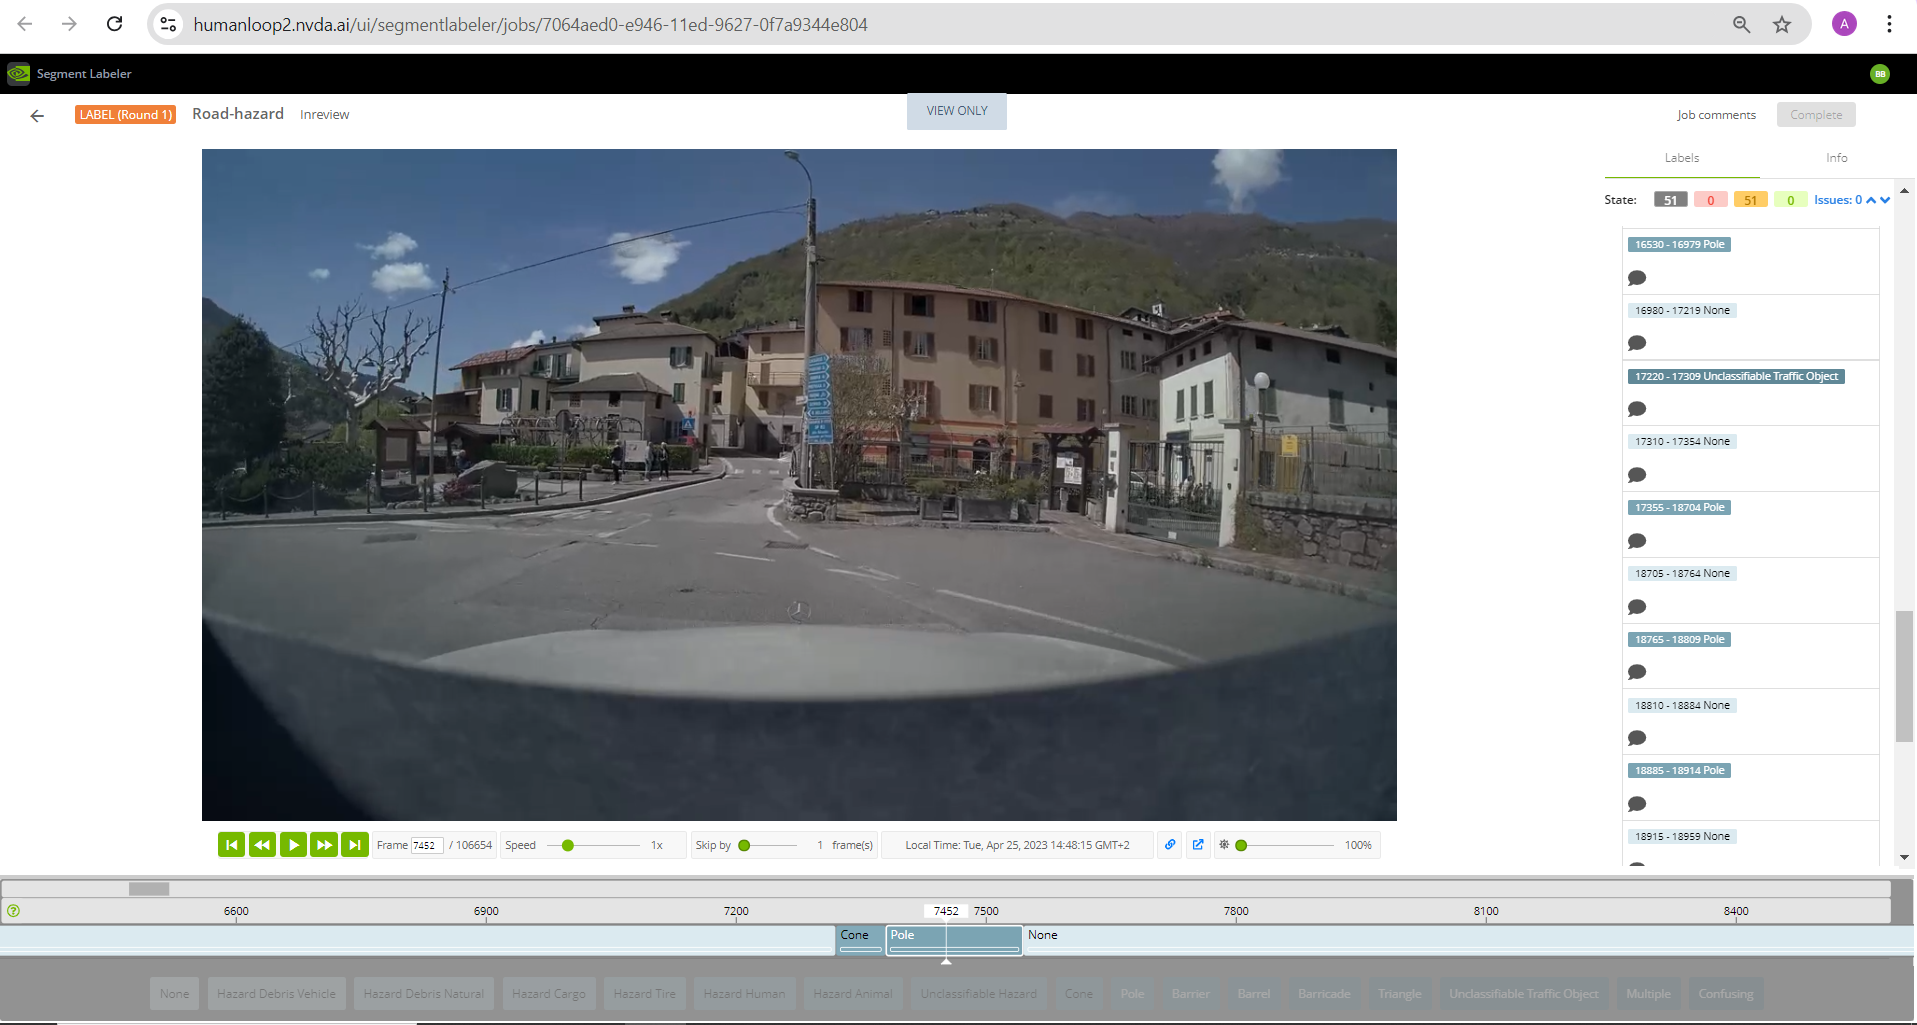 humanloop2.nvda.ai/ui/segmentlabeler/jobs/7064aed0-e946-11ed-9627-0f7a9344e804
A
Segment Labeler
BB
LABEL (Round 1) Road-hazard Inreview
VIEW ONLY
Job comments Complete
Labels Info
State: 51 0 51 0 Issues: 0
16530 - 16979 Pole
16980 - 17219 None
17220 - 17309 Unclassifiable Traffic Object
17310 - 17354 None
17355 - 18704 Pole
18705 - 18764 None
18765 - 18809 Pole
18810 - 18884 None
18885 - 18914 Pole
18915 - 18959 None
Frame 7452 / 106654 Speed 1x Skip by 1 frame(s) Local Time: Tue, Apr 25, 2023 14:48:15 GMT+2 100%
6600 6900 7200 7452 7500 7800 8100 8400
Cone Pole None
None Hazard Debris Vehicle Hazard Debris Natural Hazard Cargo Hazard Tire Hazard Human Hazard Animal Unclassifiable Hazard Cone Pole Barrier Barrel Barricade Triangle Unclassifiable Traffic Object Multiple Confusing